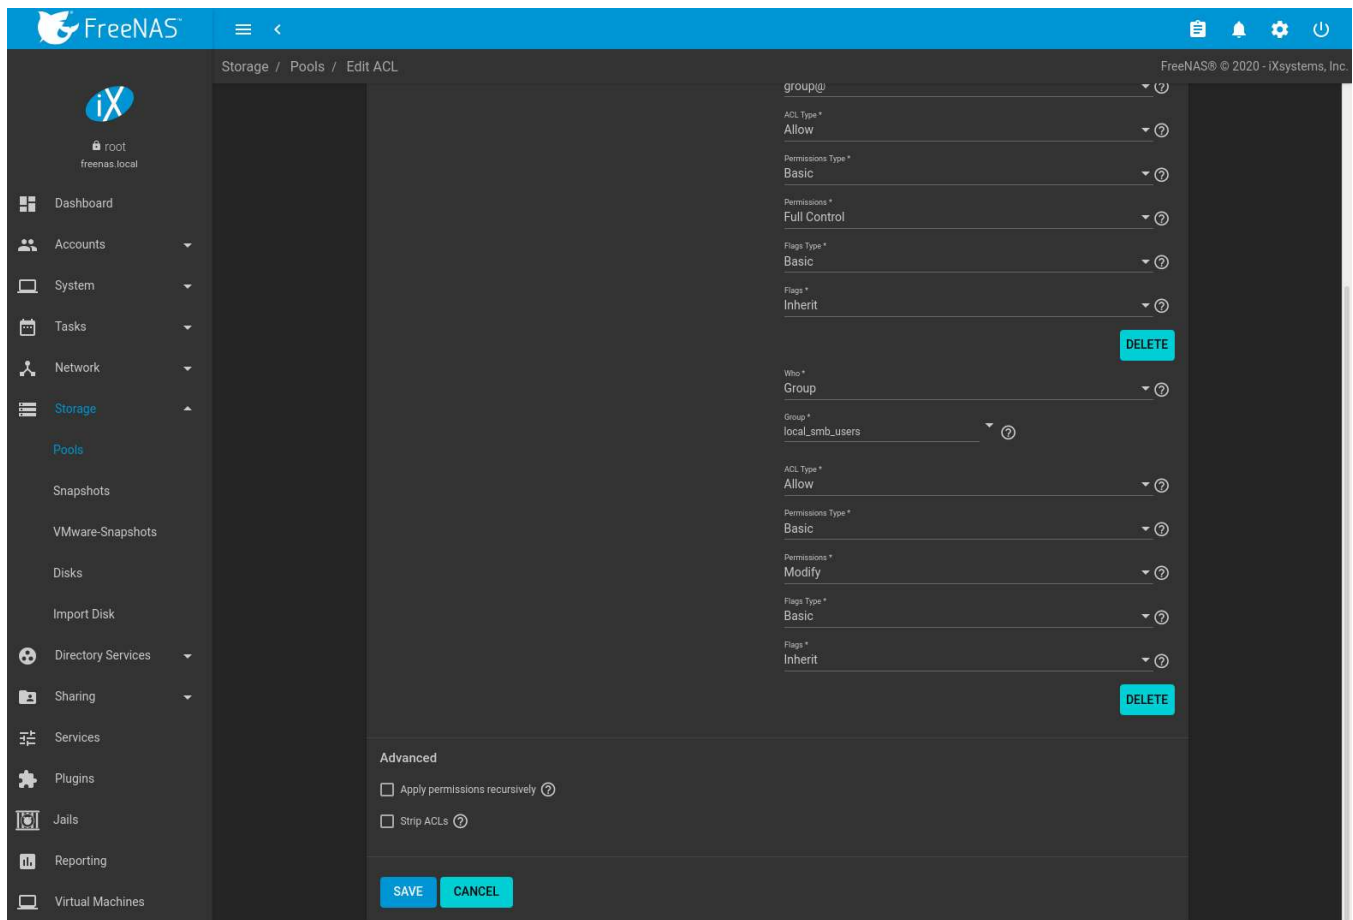 FreeNAS
Storage / Pools / Edit ACL
FreeNAS® © 2020 - iXsystems, Inc.
iX
root
freenas.local
Dashboard
Accounts
System
Tasks
Network
Storage
Pools
Snapshots
VMware-Snapshots
Disks
Import Disk
Directory Services
Sharing
Services
Plugins
Jails
Reporting
Virtual Machines
group@
ACL Type *
Allow
Permissions Type *
Basic
Permissions *
Full Control
Flags Type *
Basic
Flags *
Inherit
DELETE
Who *
Group
Group *
local_smb_users
ACL Type *
Allow
Permissions Type *
Basic
Permissions *
Modify
Flags Type *
Basic
Flags *
Inherit
DELETE
Advanced
Apply permissions recursively
Strip ACLs
SAVE CANCEL